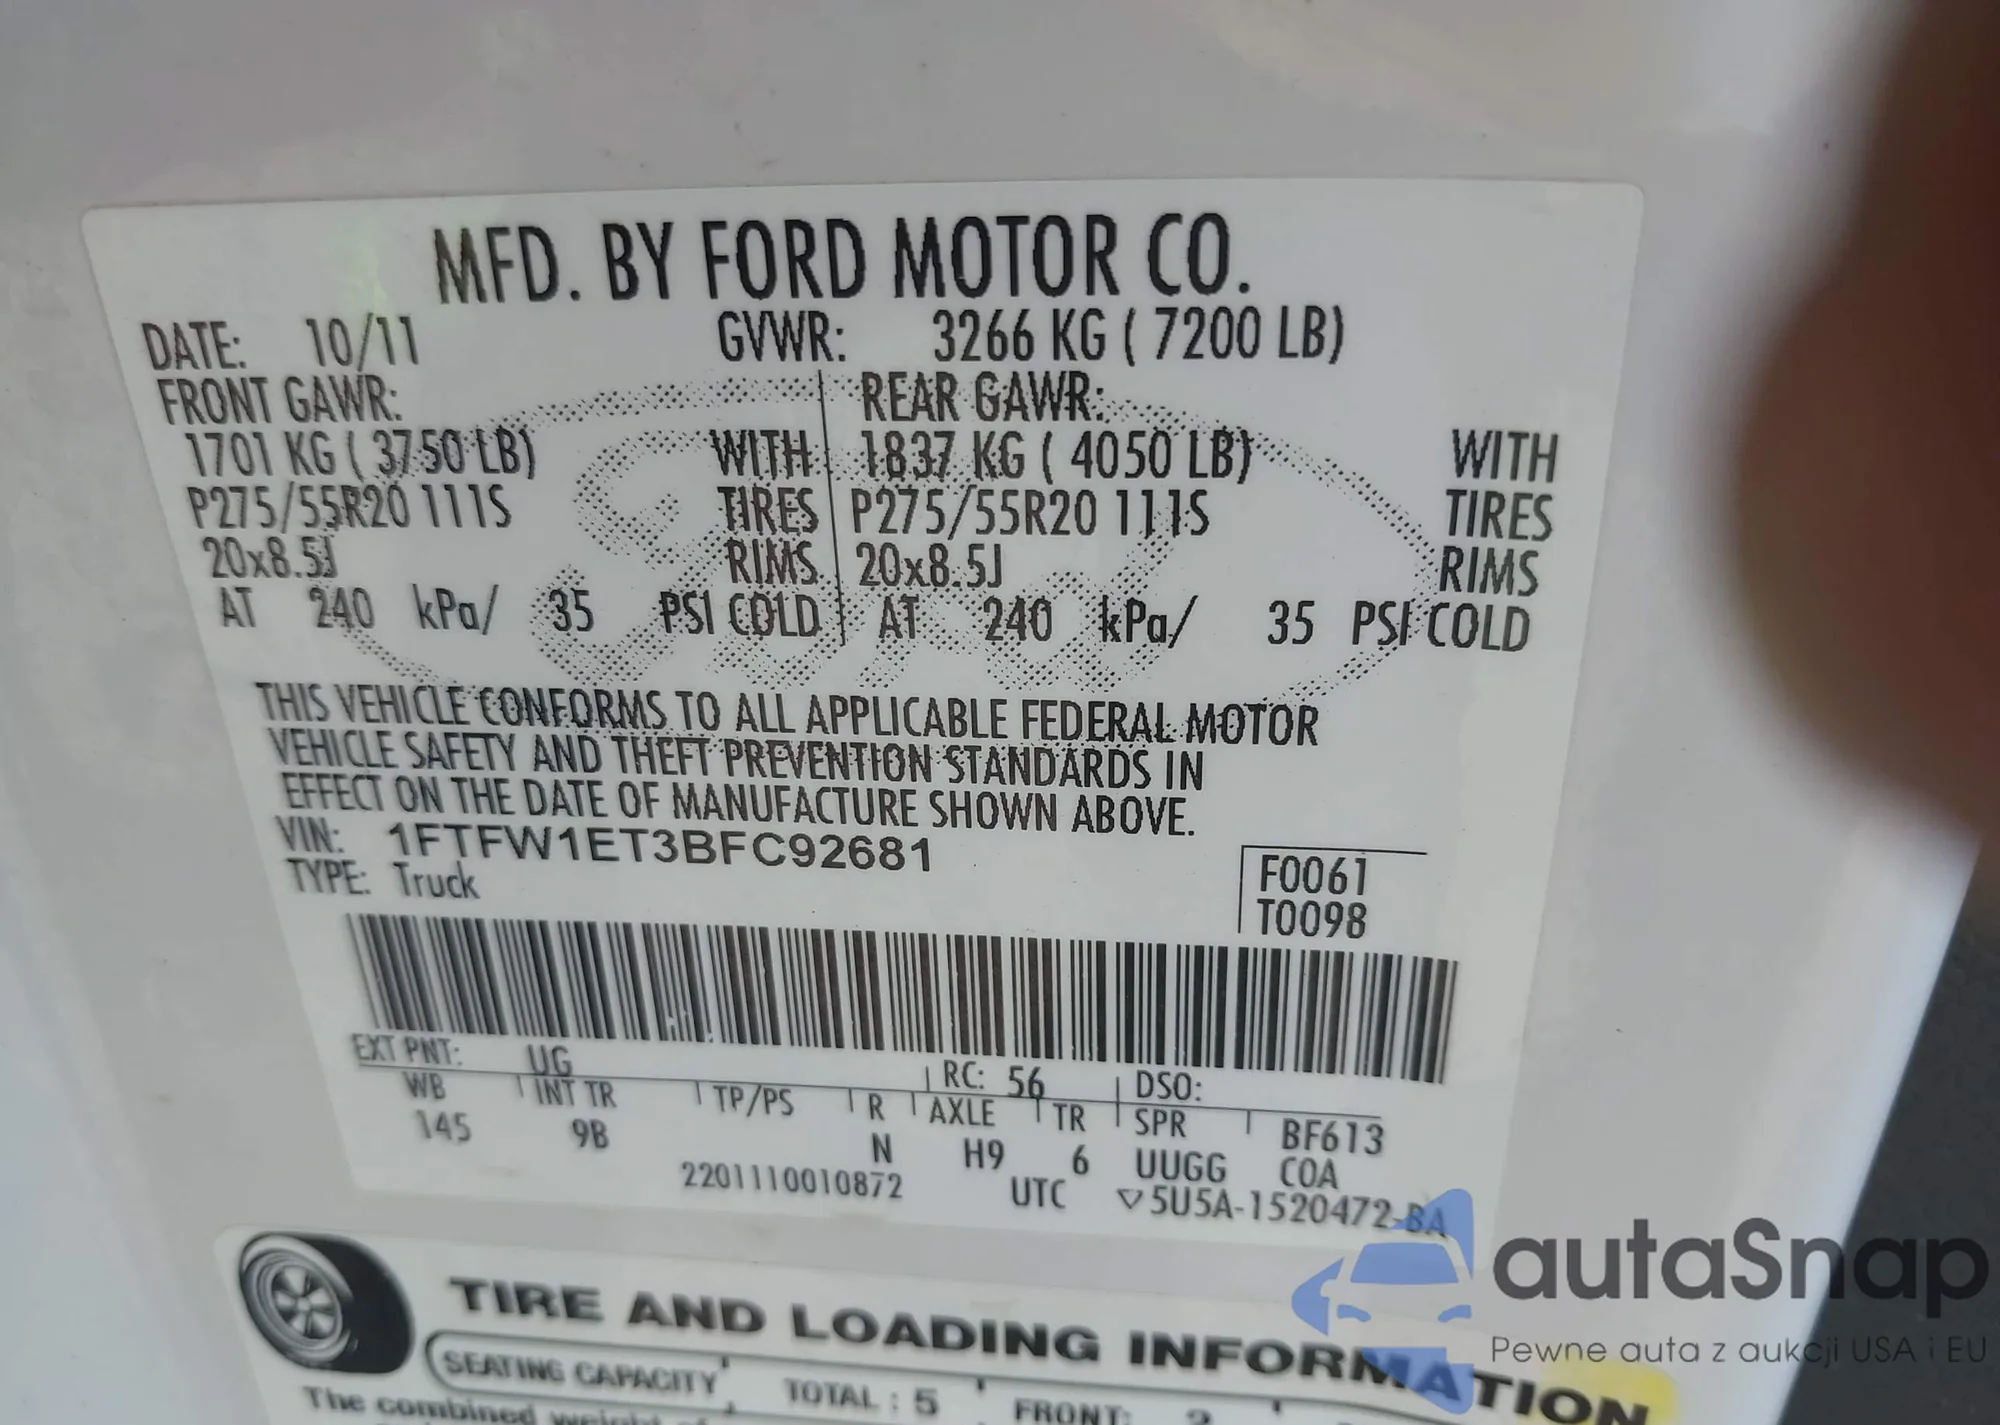 MFD. BY FORD MOTOR CO.
DATE: 10/11 GVWR: 3266 KG ( 7200 LB)
FRONT GAWR: REAR GAWR:
1701 KG ( 3750 LB) WITH 1837 KG ( 4050 LB) WITH
P275/55R20 111S TIRES P275/55R20 111S TIRES
20x8.5J RIMS 20x8.5J RIMS
AT 240 kPa/ 35 PSI COLD AT 240 kPa/ 35 PSI COLD
THIS VEHICLE CONFORMS TO ALL APPLICABLE FEDERAL MOTOR
VEHICLE SAFETY AND THEFT PREVENTION STANDARDS IN
EFFECT ON THE DATE OF MANUFACTURE SHOWN ABOVE.
VIN: 1FTFW1ET3BFC92681
TYPE: Truck
F0061
T0098
EXT PNT: UG RC: 56 DSO:
WB INT TR TP/PS R AXLE TR SPR BF613
145 9B N H9 6 UUGG COA
2201110010872 UTC ▽5U5A-1520472-BA
TIRE AND LOADING INFORMATION
SEATING CAPACITY TOTAL : 5 FRONT: 2
The combined weight of
autaSnap
Pewne auta z aukcji USA i EU